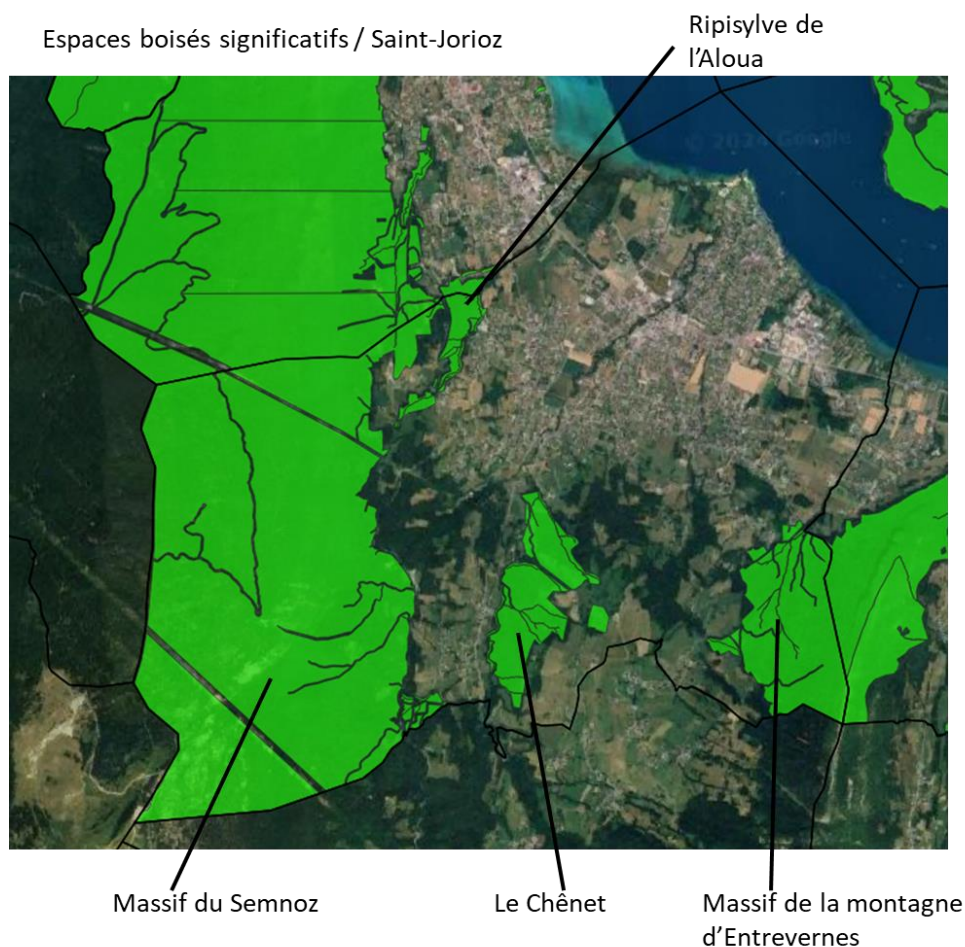 Espaces boisés significatifs / Saint-Jorioz
Ripisylve de
l'Aloua
© 2024 Google
Massif du Semnoz
Le Chênet
Massif de la montagne
d'Entrevernes